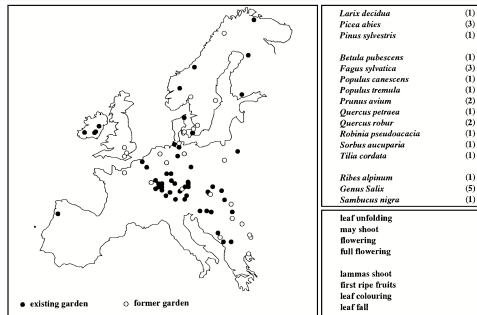 Larix decidua (1)
Picea abies (3)
Pinus sylvestris (1)
Betula pubescens (1)
Fagus sylvatica (3)
Populus canescens (1)
Populus tremula (1)
Prunus avium (2)
Quercus petraea (1)
Quercus robur (2)
Robinia pseudoacacia (1)
Sorbus aucuparia (1)
Tilia cordata (1)
Ribes alpinum (1)
Genus Salix (5)
Sambucus nigra (1)
leaf unfolding
may shoot
flowering
full flowering
lammas shoot
first ripe fruits
leaf colouring
leaf fall
existing garden former garden